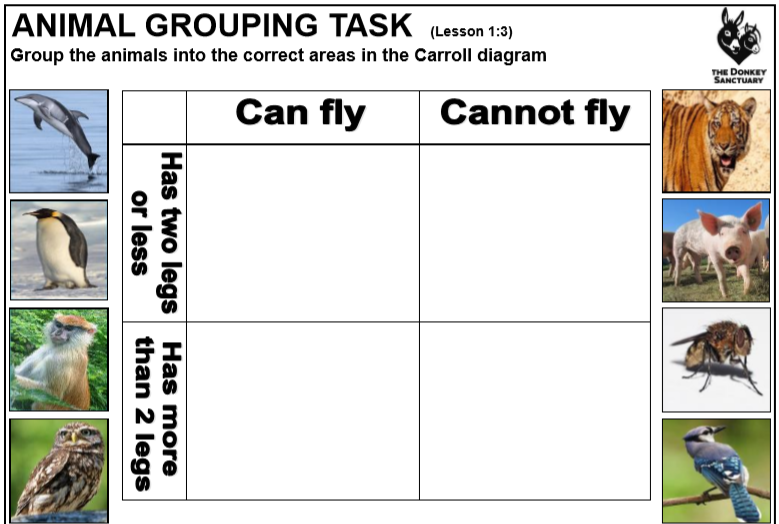 ANIMAL GROUPING TASK (Lesson 1:3)
Group the animals into the correct areas in the Carroll diagram
THE DONKEY
SANCTUARY
Can fly
Cannot fly
Has two legs
or less
Has more
than 2 legs